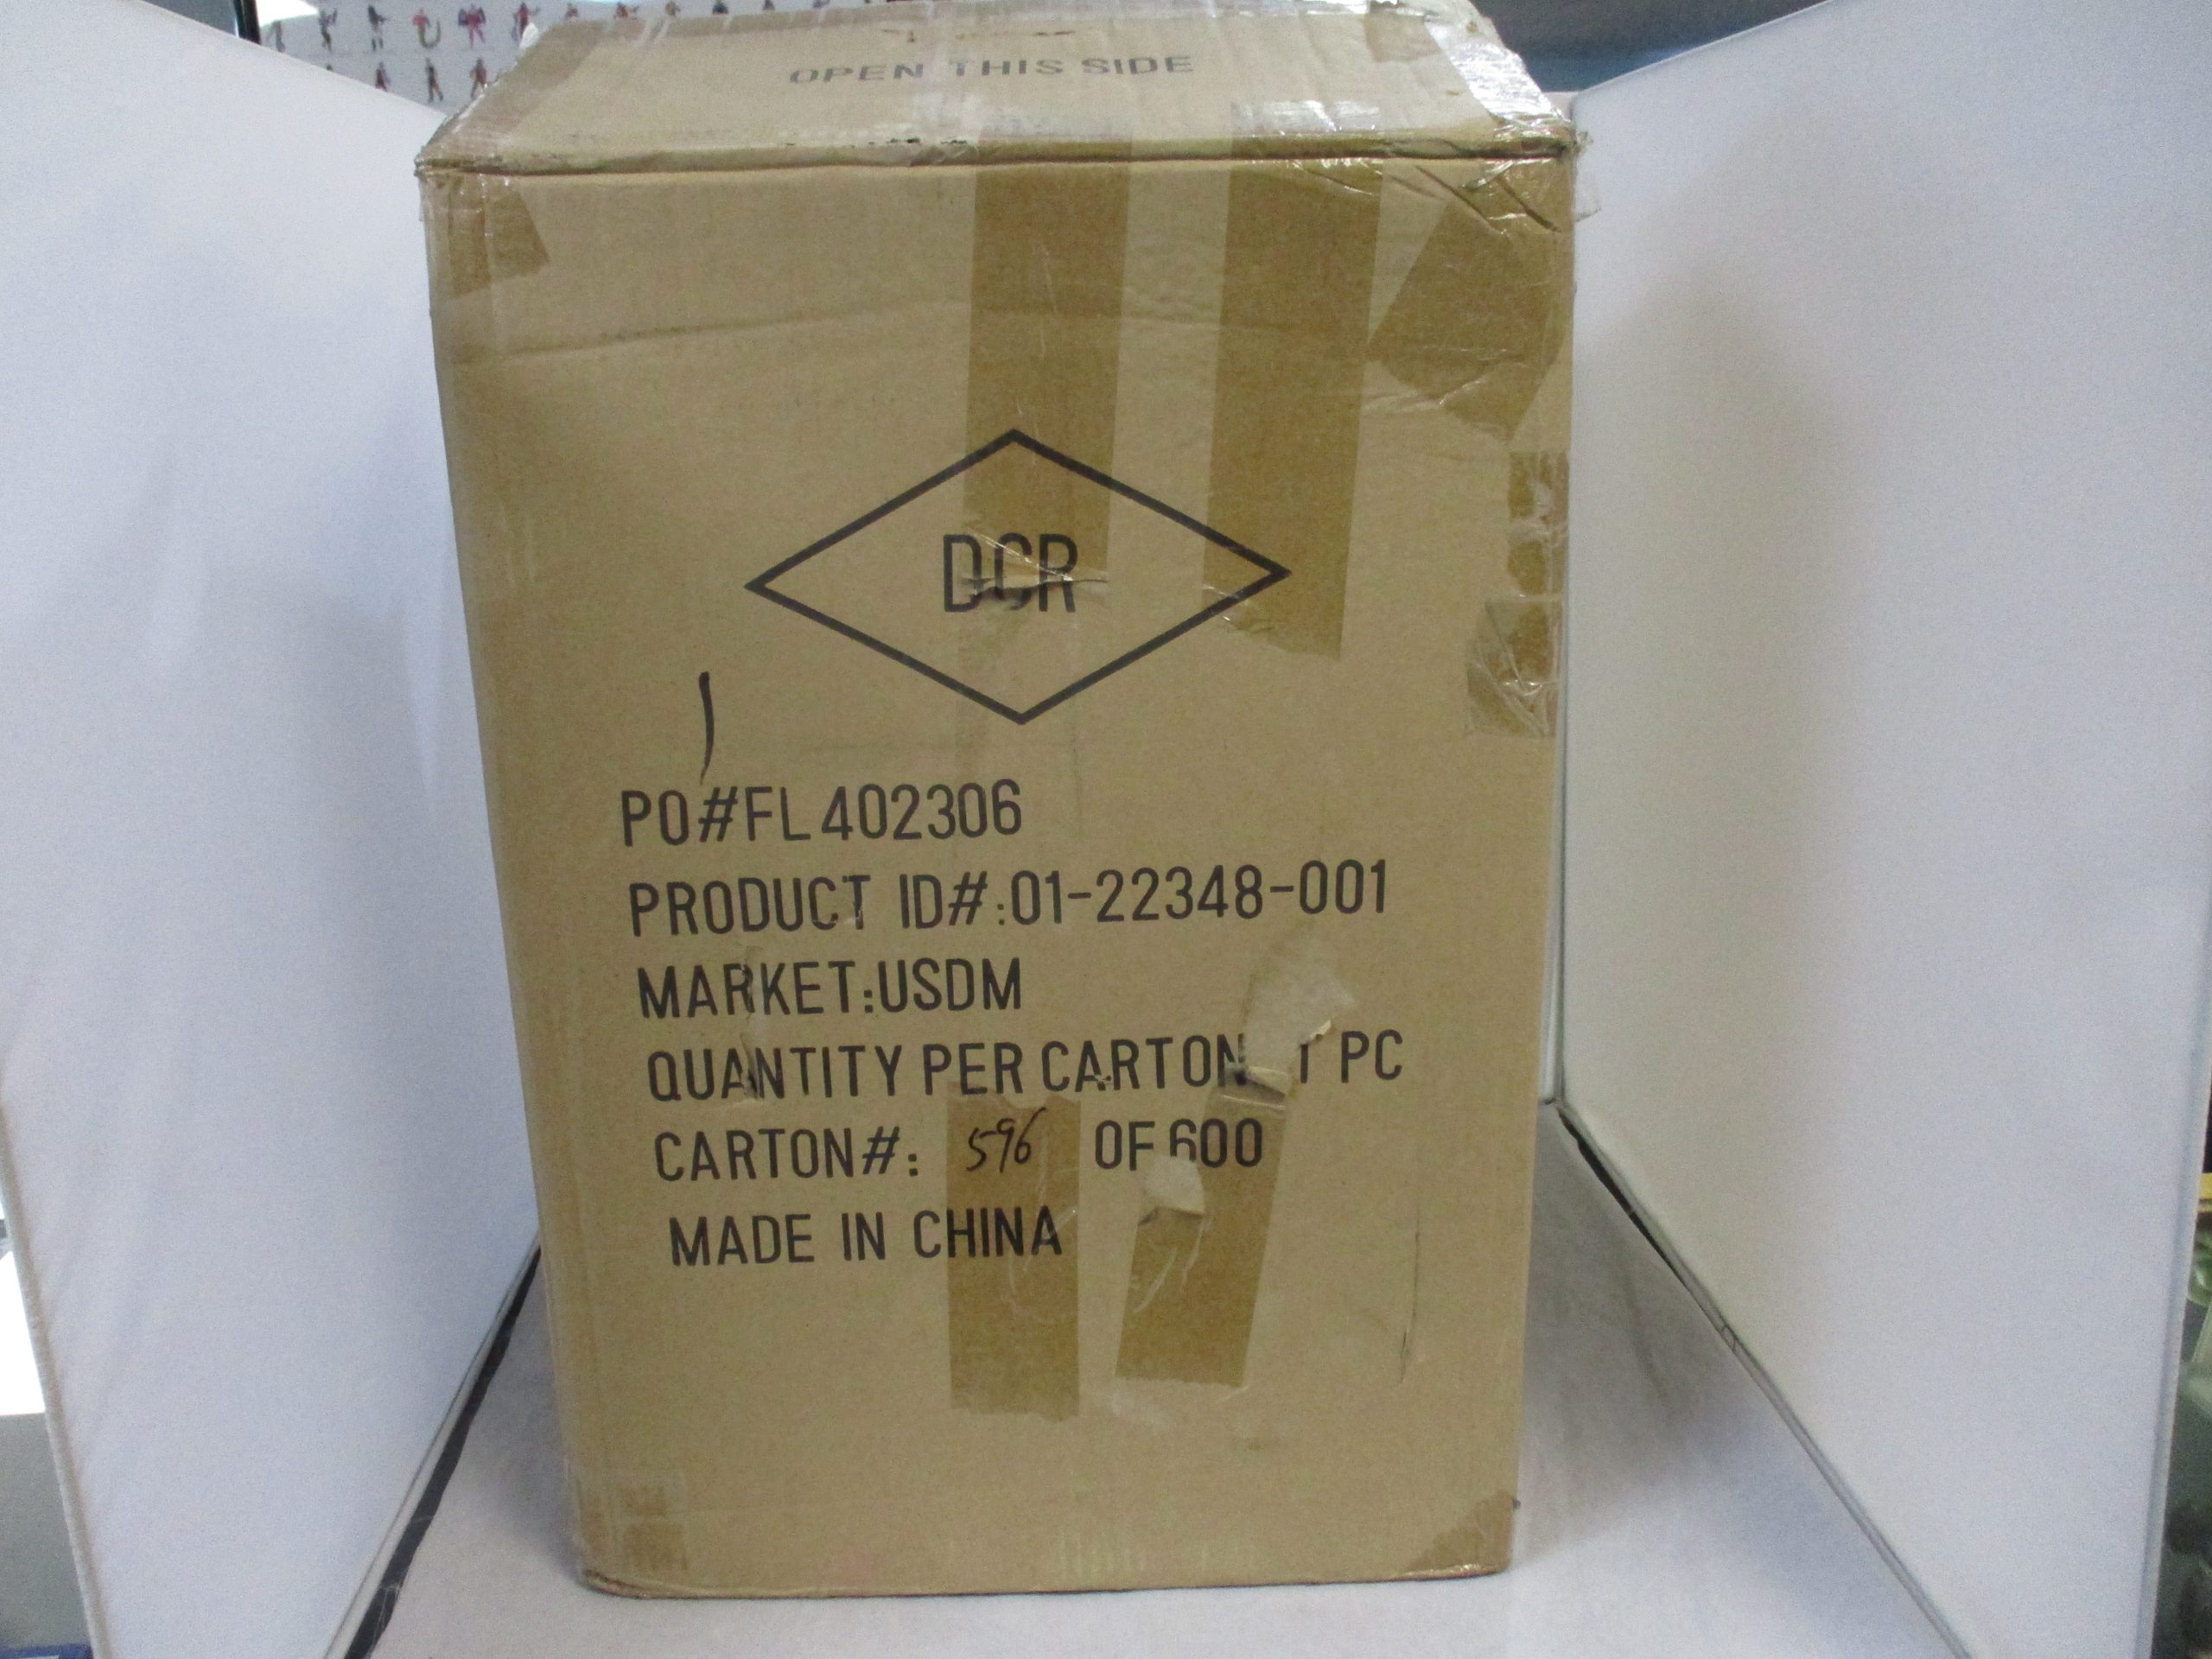 OPEN THIS SIDE
DCR
PO#FL402306
PRODUCT ID#:01-22348-001
MARKET:USDM
QUANTITY PER CARTON 1 PC
CARTON#: 596 OF 600
MADE IN CHINA